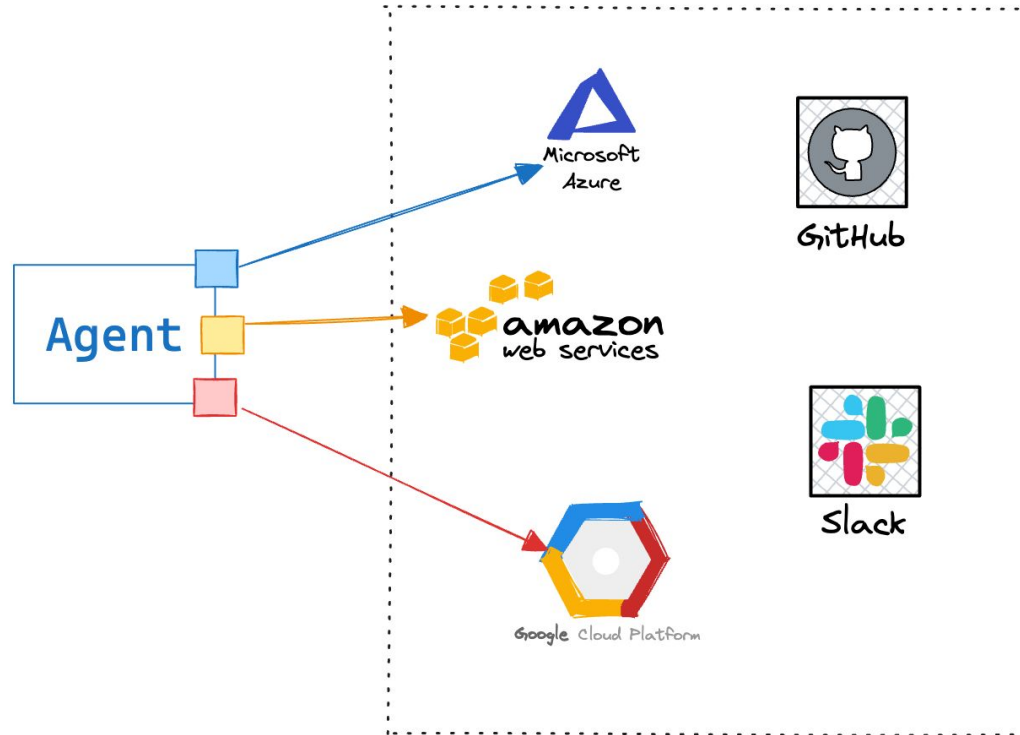 Microsoft
Azure
GitHub
Agent
amazon
web services
Slack
Google Cloud Platform